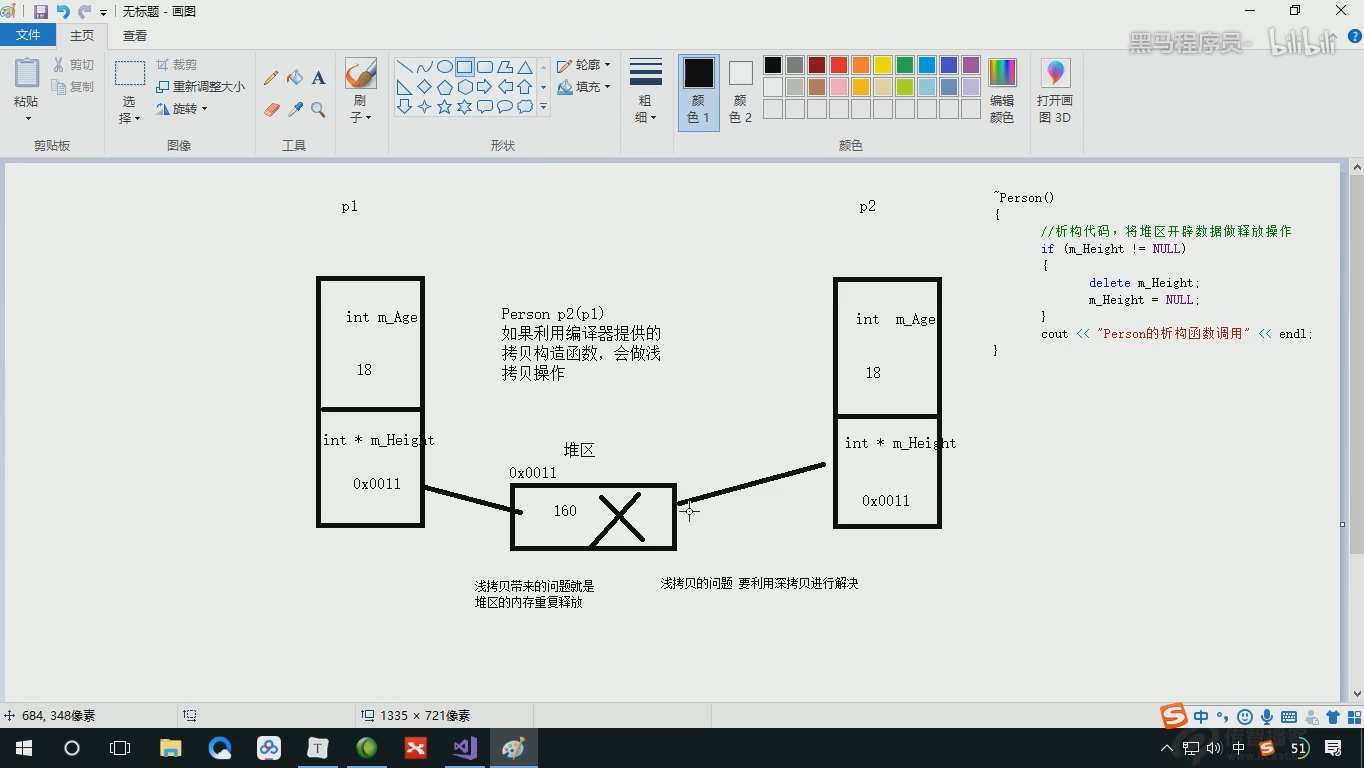 无标题 - 画图
黑马程序员- bilibili
文件 主页 查看
粘贴
剪切
复制
剪贴板
选
择
裁剪
重新调整大小
旋转
图像
A
工具
刷
子
轮廓
填充
形状
粗
细
颜
色 1
颜
色 2
颜色
编辑
颜色
打开画
图 3D
p1
p2
int m_Age
18
int * m_Height
0x0011
Person p2(p1)
如果利用编译器提供的
拷贝构造函数，会做浅
拷贝操作
堆区
0x0011
160
int m_Age
18
int * m_Height
0x0011
浅拷贝带来的问题就是
堆区的内存重复释放
浅拷贝的问题 要利用深拷贝进行解决
~Person()
{
//析构代码，将堆区开辟数据做释放操作
if (m_Height != NULL)
{
delete m_Height;
m_Height = NULL;
}
cout << "Person的析构函数调用" << endl;
}
684, 348像素
1335 × 721像素
中
T
中
51
传智播客